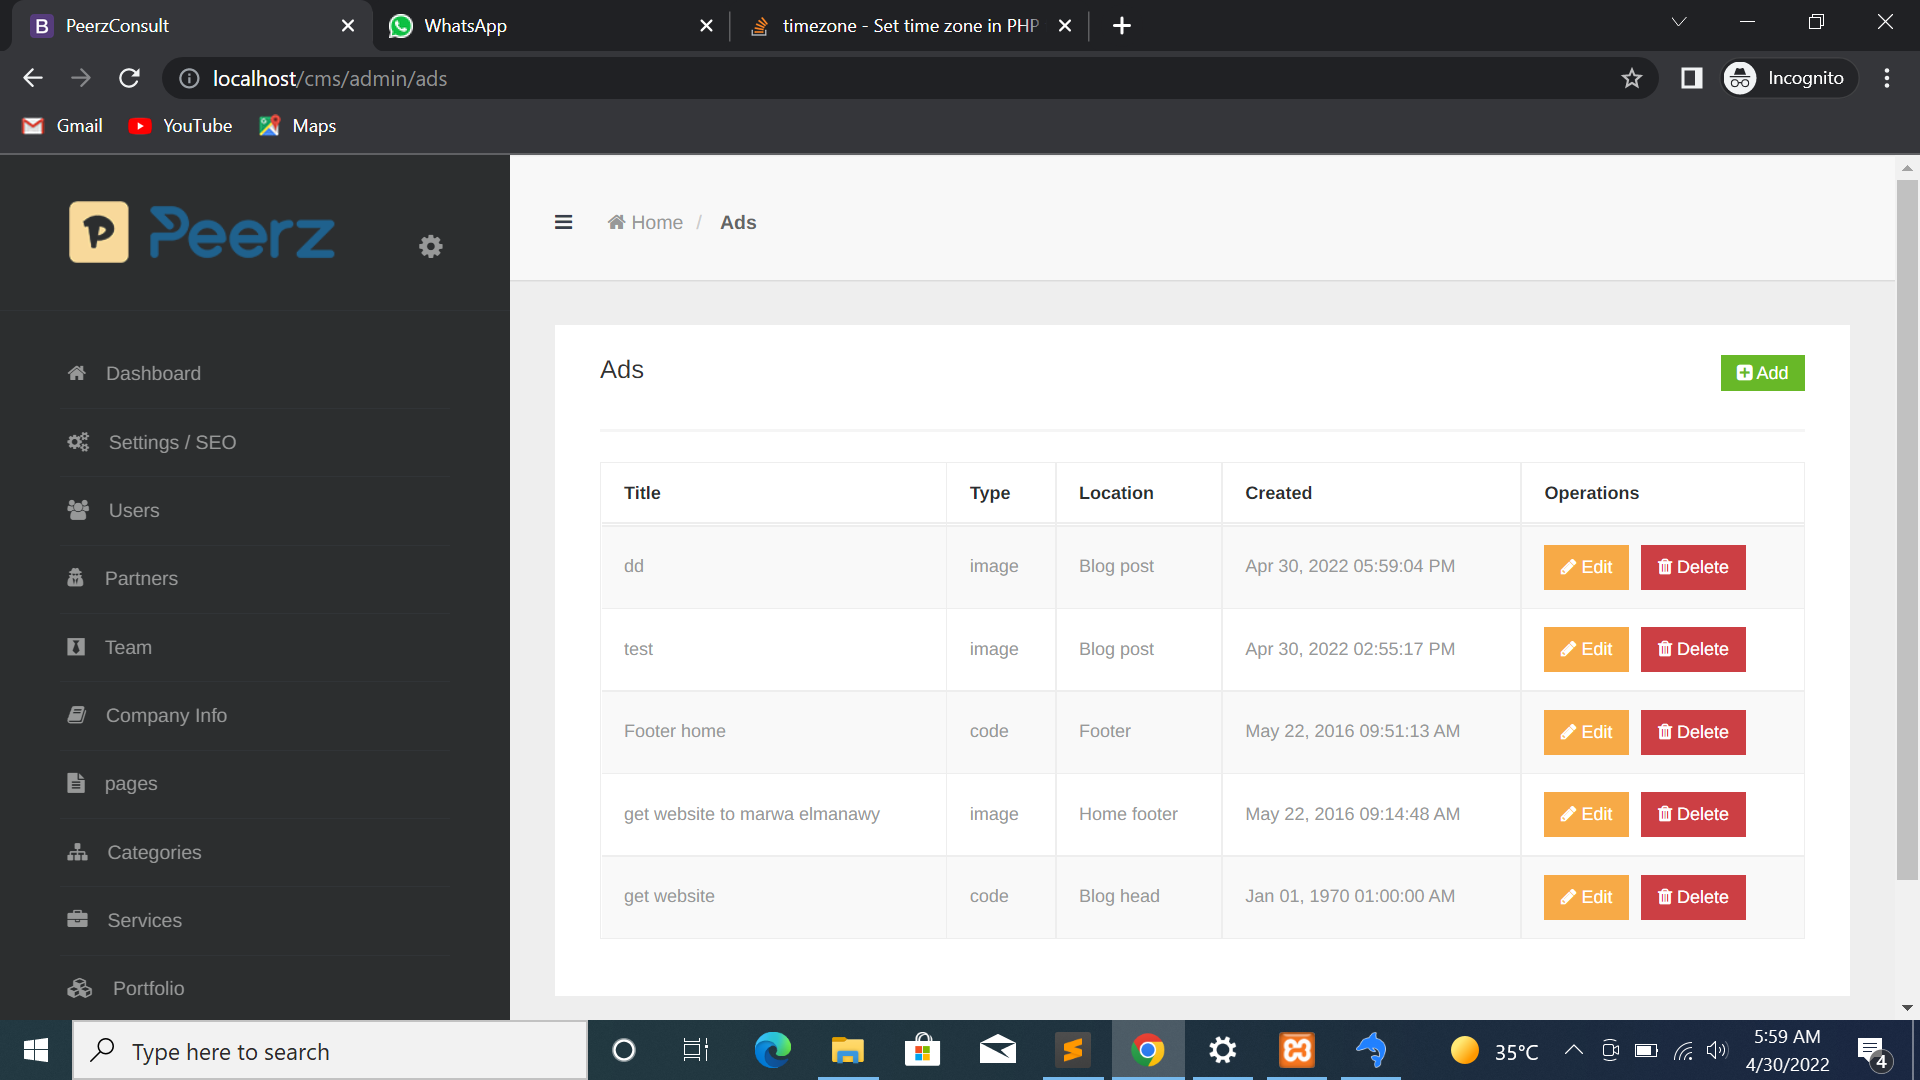 PeerzConsult
WhatsApp
timezone - Set time zone in PHP
localhost/cms/admin/ads
Incognito
Gmail
YouTube
Maps
Peerz
Home / Ads
Dashboard
Settings / SEO
Users
Partners
Team
Company Info
pages
Categories
Services
Portfolio
Ads
Add
Title Type Location Created Operations
dd image Blog post Apr 30, 2022 05:59:04 PM Edit Delete
test image Blog post Apr 30, 2022 02:55:17 PM Edit Delete
Footer home code Footer May 22, 2016 09:51:13 AM Edit Delete
get website to marwa elmanawy image Home footer May 22, 2016 09:14:48 AM Edit Delete
get website code Blog head Jan 01, 1970 01:00:00 AM Edit Delete
Type here to search
35°C
5:59 AM
4/30/2022
4